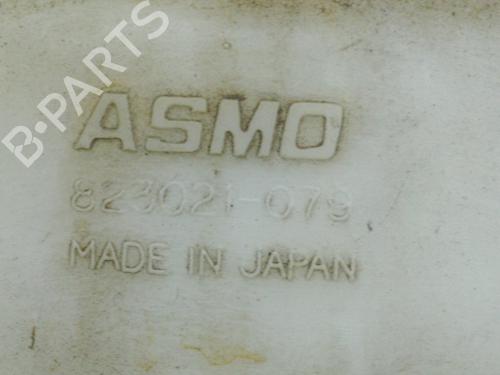 B-PARTS
ASMO
823021-079
MADE IN JAPAN